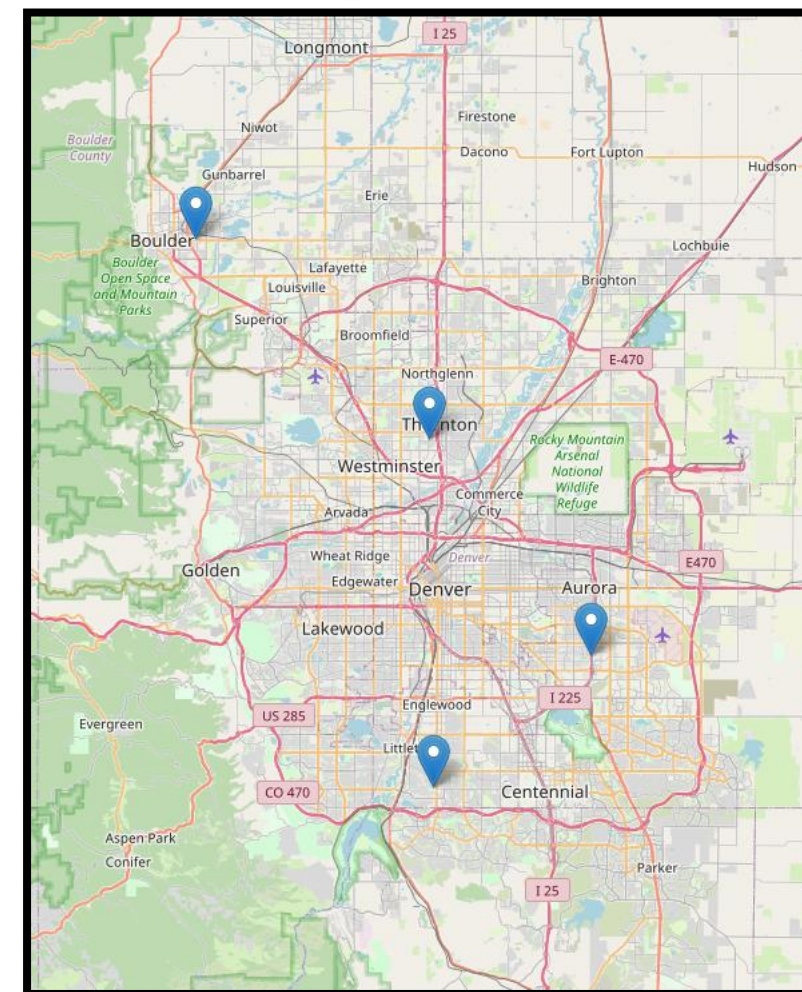 I 25
Longmont
Firestone
Niwot
Boulder
County
Dacono
Fort Lupton
Hudson
Gunbarrel
Erie
Boulder
Lochbuie
Boulder
Open Space
and Mountain
Parks
Lafayette
Louisville
Brighton
Superior
Broomfield
E-470
Northglenn
Th nton
Rocky Mountain
Arsenal
National
Wildlife
Refuge
Westminster
Commerce
City
Arvada
Wheat Ridge
Denver
E470
Golden
Edgewater
Denver
Aurora
Lakewood
I 225
Englewood
US 285
Evergreen
Littlet
CO 470
Centennial
Aspen Park
Conifer
Parker
I 25